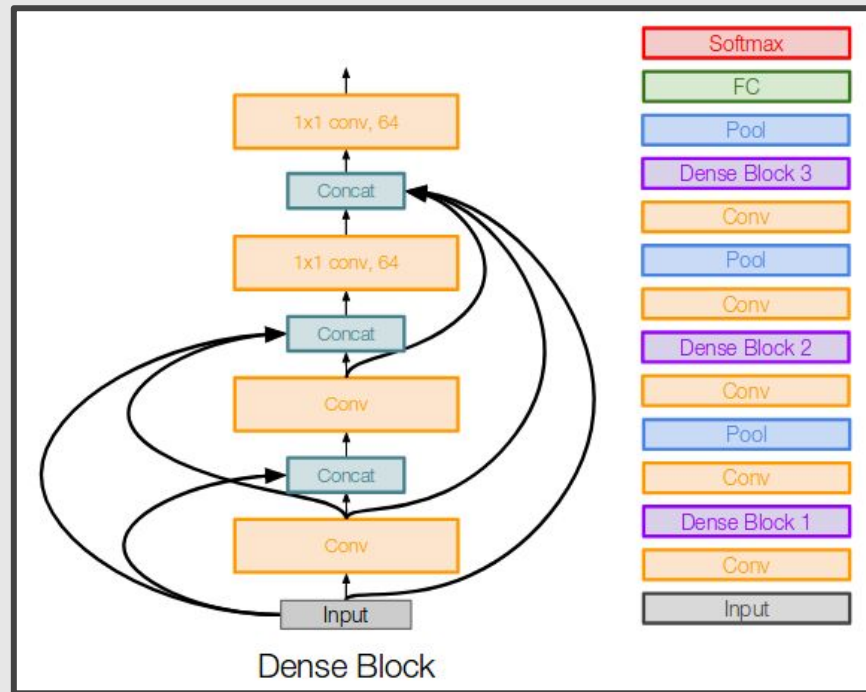 1x1 conv, 64
Concat
1x1 conv, 64
Concat
Conv
Concat
Conv
Input
Dense Block
Softmax
FC
Pool
Dense Block 3
Conv
Pool
Conv
Dense Block 2
Conv
Pool
Conv
Dense Block 1
Conv
Input